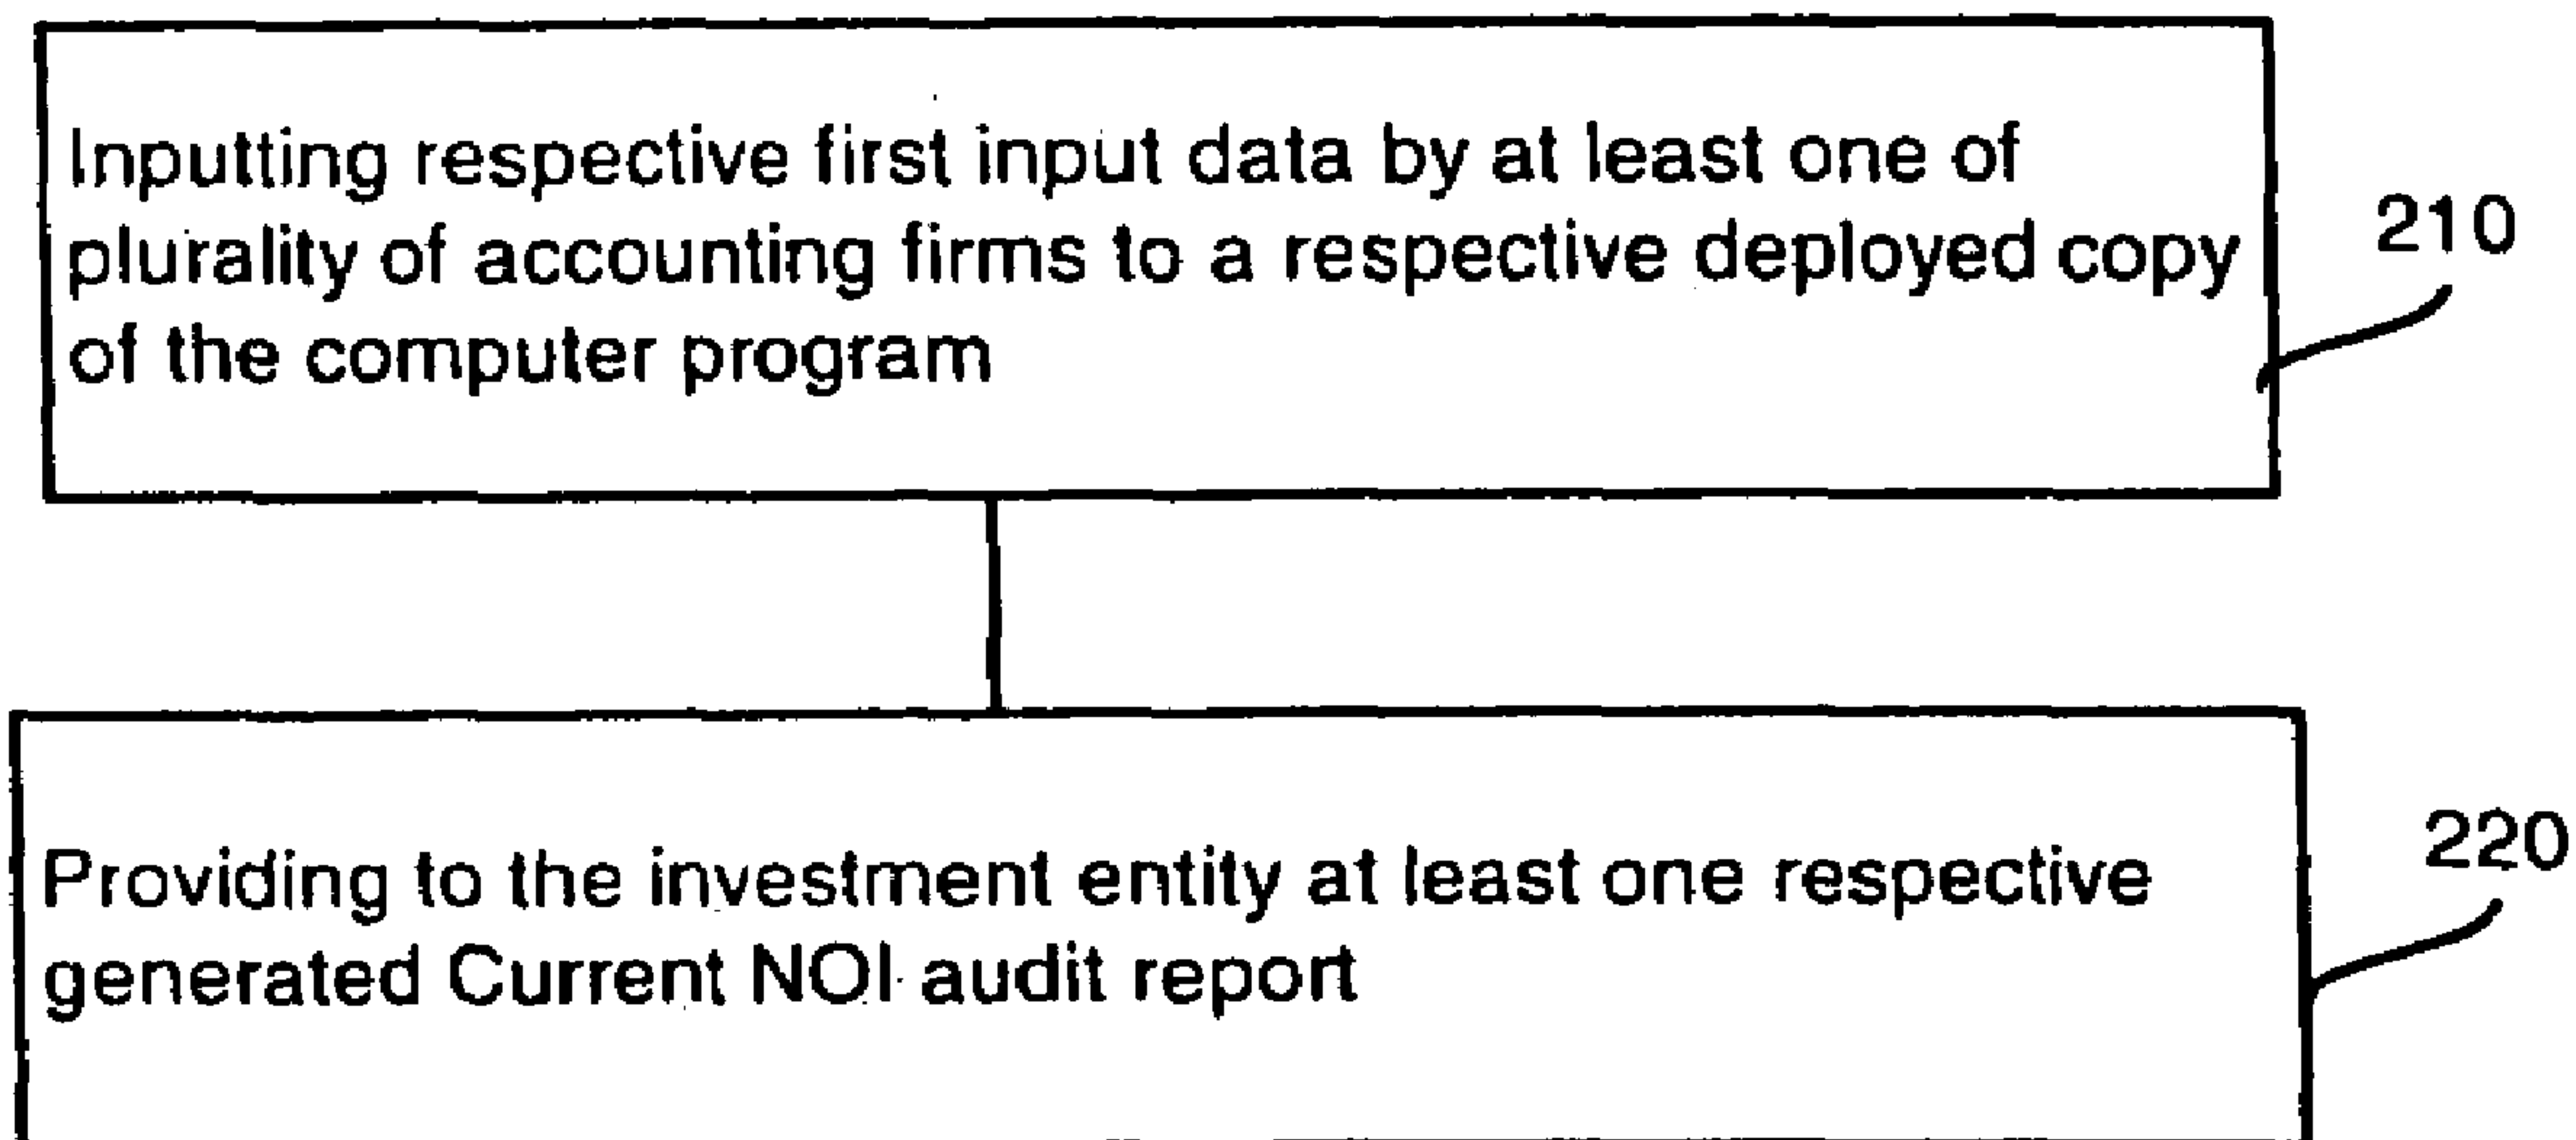 Inputting respective first input data by at least one of
plurality of accounting firms to a respective deployed copy
of the computer program
210
Providing to the investment entity at least one respective
generated Current NOI audit report
220